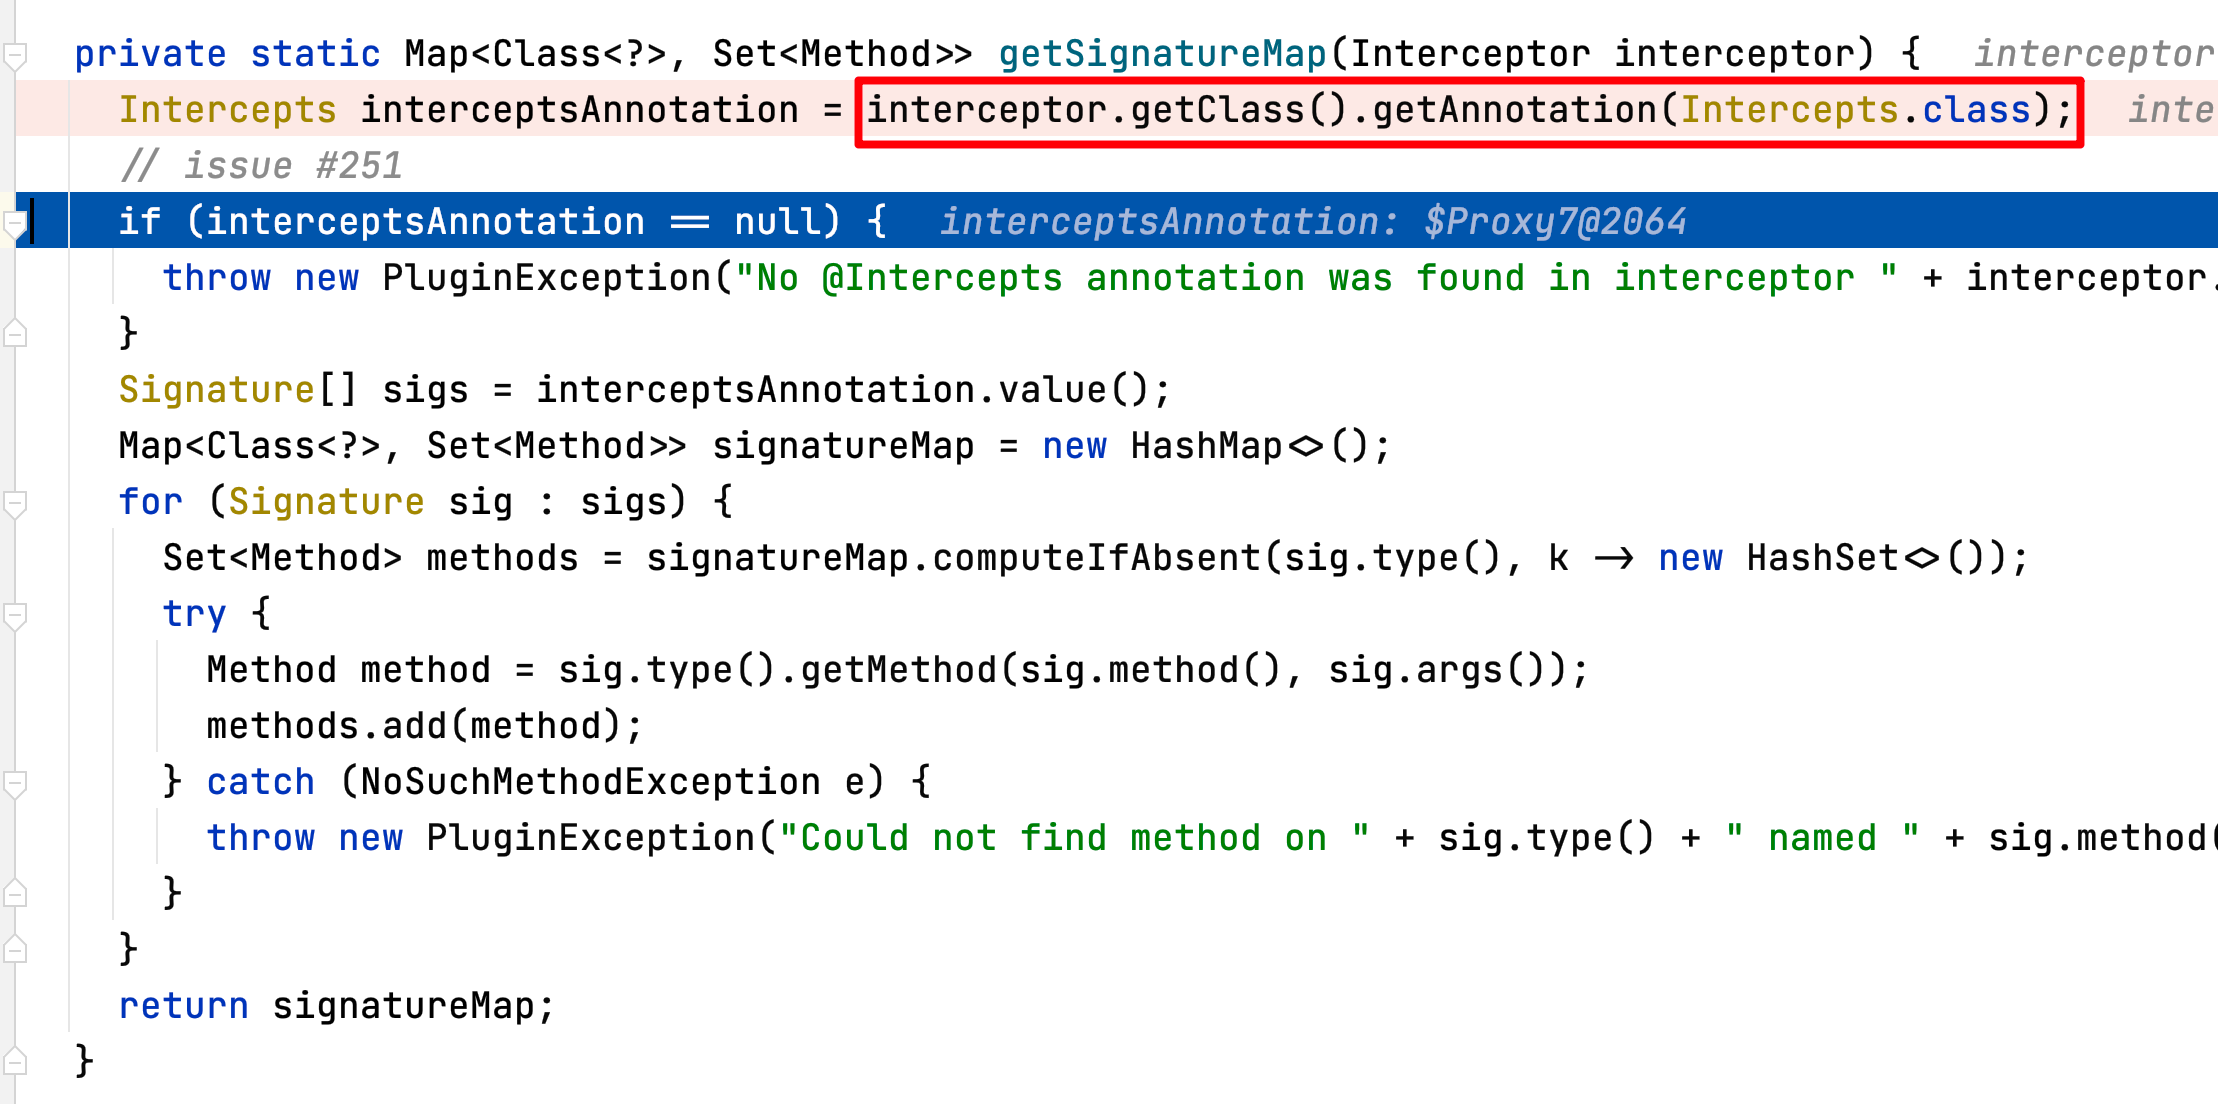 private static Map<Class<?>, Set<Method>> getSignatureMap(Interceptor interceptor) {  interceptor
Intercepts interceptsAnnotation = interceptor.getClass().getAnnotation(Intercepts.class);  inte
// issue #251
if (interceptsAnnotation == null) {  interceptsAnnotation: $Proxy7@2064
throw new PluginException("No @Intercepts annotation was found in interceptor " + interceptor.
}
Signature[] sigs = interceptsAnnotation.value();
Map<Class<?>, Set<Method>> signatureMap = new HashMap<>();
for (Signature sig : sigs) {
Set<Method> methods = signatureMap.computeIfAbsent(sig.type(), k -> new HashSet<>());
try {
Method method = sig.type().getMethod(sig.method(), sig.args());
methods.add(method);
} catch (NoSuchMethodException e) {
throw new PluginException("Could not find method on " + sig.type() + " named " + sig.method(
}
}
return signatureMap;
}